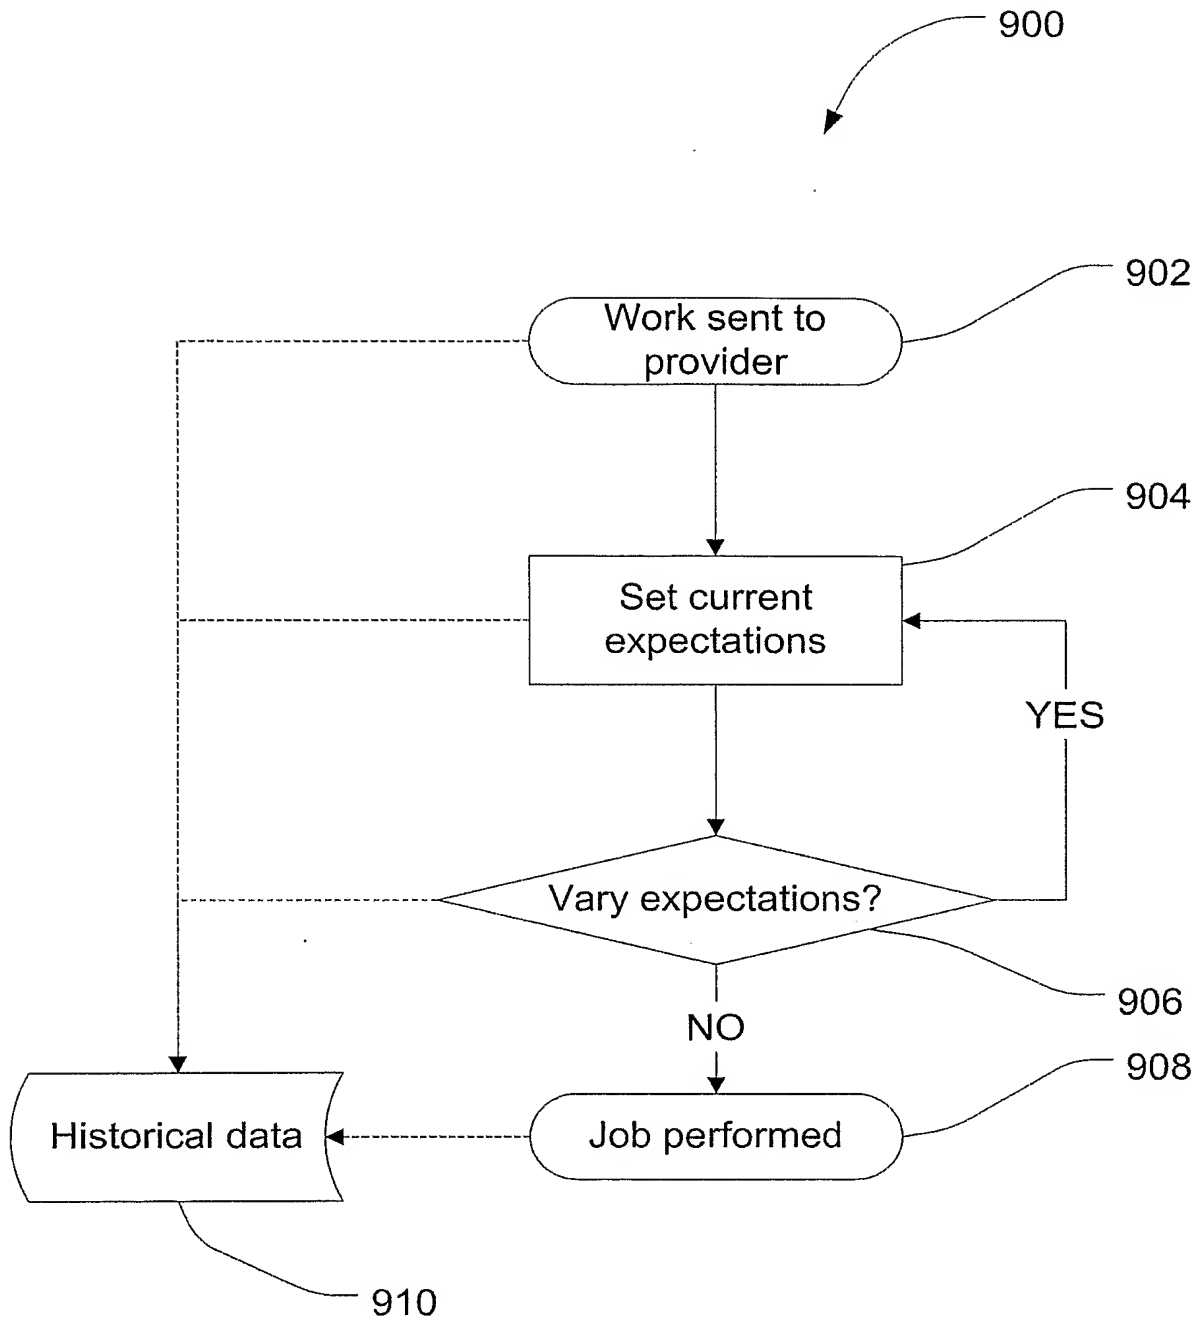 900
902
Work sent to
provider
904
Set current
expectations
YES
Vary expectations?
906
NO
908
Historical data
Job performed
910